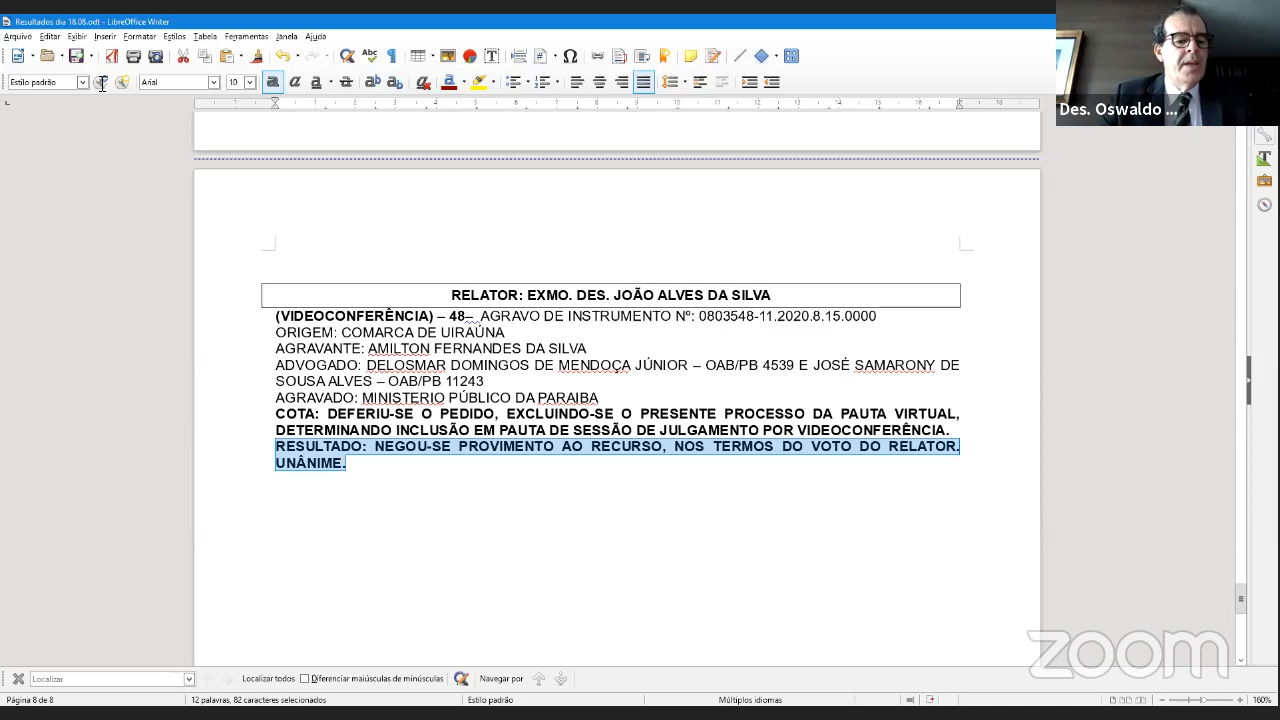 Resultados dia 18.08.odt - LibreOffice Writer
Arquivo Editar Exibir Inserir Formatar Estilos Tabela Ferramentas Janela Ajuda
Estilo padrão Arial 10
Des. Oswaldo ...
RELATOR: EXMO. DES. JOÃO ALVES DA SILVA
(VIDEOCONFERÊNCIA) – 48– AGRAVO DE INSTRUMENTO Nº: 0803548-11.2020.8.15.0000
ORIGEM: COMARCA DE UIRAÚNA
AGRAVANTE: AMILTON FERNANDES DA SILVA
ADVOGADO: DELOSMAR DOMINGOS DE MENDOÇA JÚNIOR – OAB/PB 4539 E JOSÉ SAMARONY DE
SOUSA ALVES – OAB/PB 11243
AGRAVADO: MINISTERIO PÚBLICO DA PARAIBA
COTA: DEFERIU-SE O PEDIDO, EXCLUINDO-SE O PRESENTE PROCESSO DA PAUTA VIRTUAL,
DETERMINANDO INCLUSÃO EM PAUTA DE SESSÃO DE JULGAMENTO POR VIDEOCONFERÊNCIA.
RESULTADO: NEGOU-SE PROVIMENTO AO RECURSO, NOS TERMOS DO VOTO DO RELATOR.
UNÂNIME.
zoom
Localizar Localizar todos Diferenciar maiúsculas de minúsculas Navegar por
Página 8 de 8 12 palavras, 82 caracteres selecionados Estilo padrão Múltiplos idiomas 160%